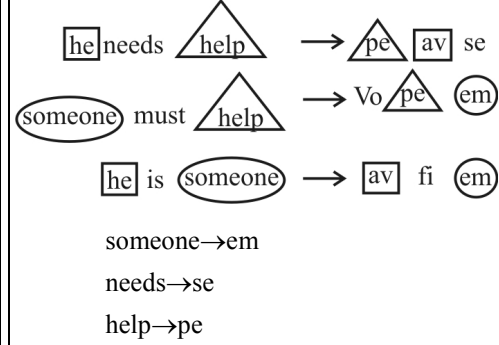 he needs help → pe av se
someone must help → Vo pe em
he is someone → av fi em
someone→em
needs→se
help→pe